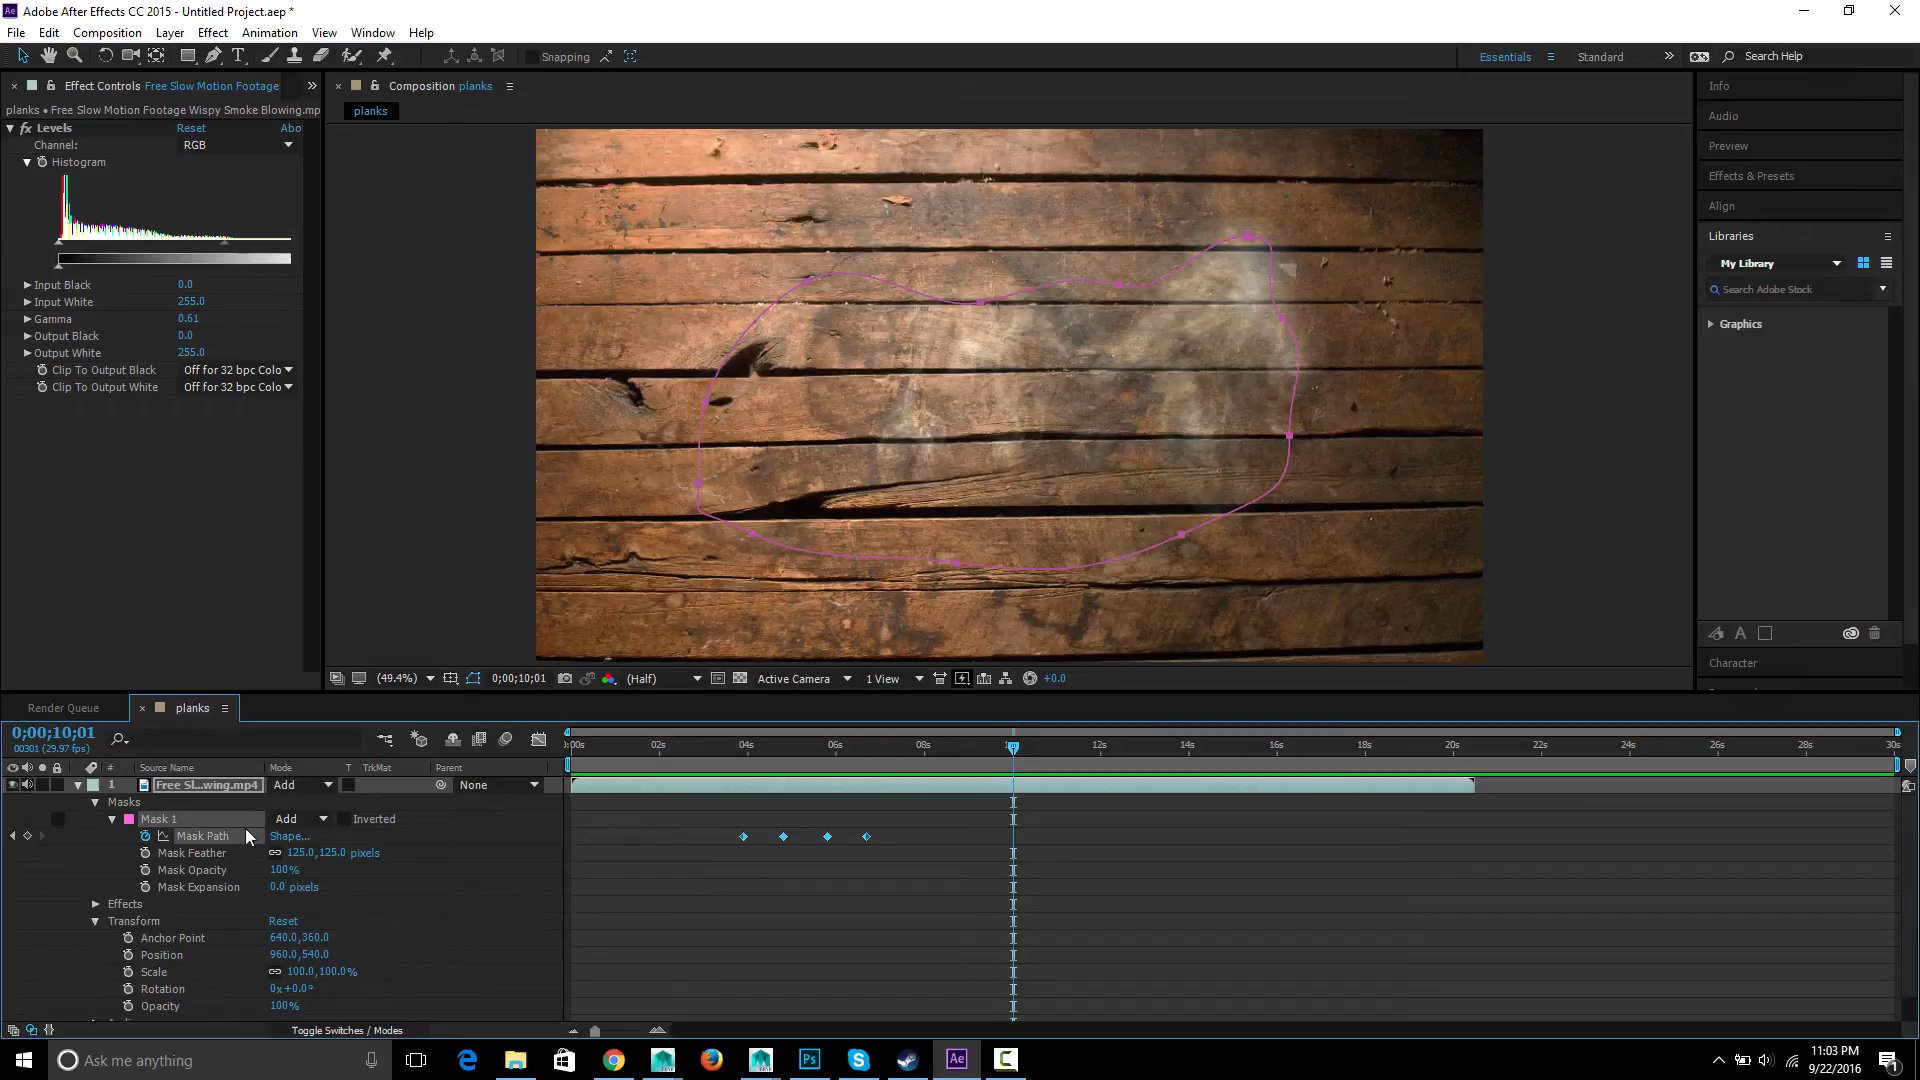 Adobe After Effects CC 2015 - Untitled Project.aep *
File Edit Composition Layer Effect Animation View Window Help
Snapping
Essentials
Standard
Search Help
Effect Controls Free Slow Motion Footage
Composition planks
planks
planks • Free Slow Motion Footage Wispy Smoke Blowing.mp
fx Levels Reset Abo
Channel: RGB
Histogram
Input Black 0.0
Input White 255.0
Gamma 0.61
Output Black 0.0
Output White 255.0
Clip To Output Black Off for 32 bpc Colo
Clip To Output White Off for 32 bpc Colo
Info
Audio
Preview
Effects & Presets
Align
Libraries
My Library
Search Adobe Stock
Graphics
Character
(49.4%) 0;00;10;01 (Half) Active Camera 1 View +0.0
Render Queue
planks
0;00;10;01
00301 (29.97 fps)
:00s 02s 04s 06s 08s 12s 14s 16s 18s 20s 22s 24s 26s 28s 30s
# Source Name Mode T TrkMat Parent
1 Free Sl...wing.mp4 Add None
Masks
Mask 1 Add Inverted
Mask Path Shape...
Mask Feather 125.0,125.0 pixels
Mask Opacity 100%
Mask Expansion 0.0 pixels
Effects
Transform Reset
Anchor Point 640.0,360.0
Position 960.0,540.0
Scale 100.0,100.0%
Rotation 0x+0.0°
Opacity 100%
Toggle Switches / Modes
Ask me anything
Ps
Ae
11:03 PM
9/22/2016